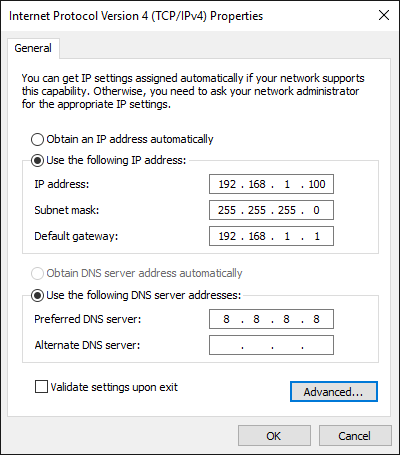 Internet Protocol Version 4 (TCP/IPv4) Properties
General
You can get IP settings assigned automatically if your network supports
this capability. Otherwise, you need to ask your network administrator
for the appropriate IP settings.
Obtain an IP address automatically
Use the following IP address:
IP address: 192 . 168 . 1 . 100
Subnet mask: 255 . 255 . 255 . 0
Default gateway: 192 . 168 . 1 . 1
Obtain DNS server address automatically
Use the following DNS server addresses:
Preferred DNS server: 8 . 8 . 8 . 8
Alternate DNS server: . . .
Validate settings upon exit
Advanced...
OK Cancel